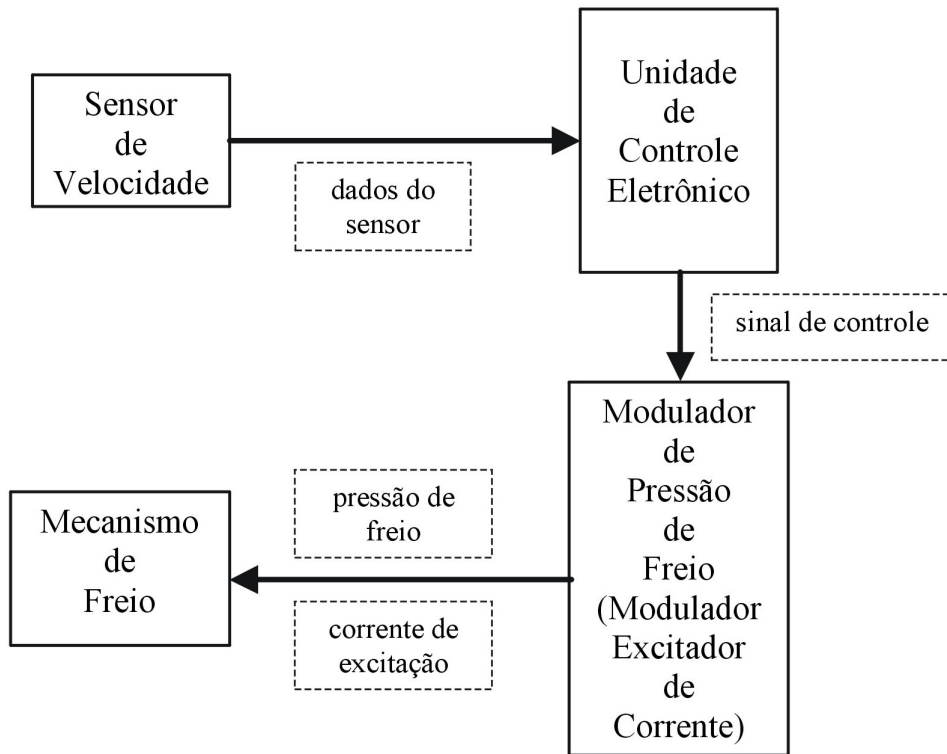 Sensor
de
Velocidade
dados do
sensor
Unidade
de
Controle
Eletrônico
sinal de controle
Modulador
de
Pressão
de
Freio
(Modulador
Excitador
de
Corrente)
pressão de
freio
corrente de
excitação
Mecanismo
de
Freio